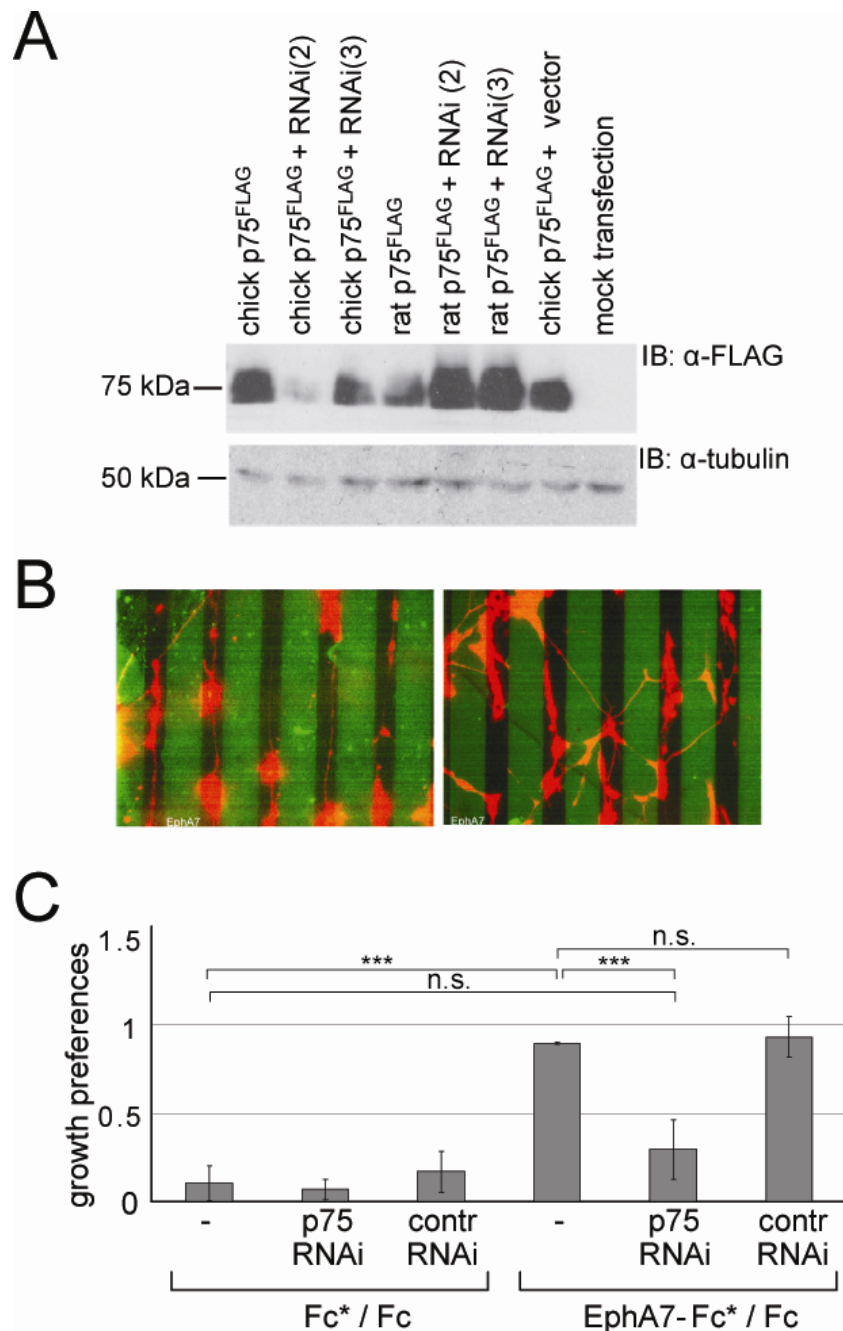 A
chick p75FLAG
chick p75FLAG + RNAi(2)
chick p75FLAG + RNAi(3)
rat p75FLAG
rat p75FLAG + RNAi (2)
rat p75FLAG + RNAi(3)
chick p75FLAG + vector
mock transfection
75 kDa
IB: α-FLAG
50 kDa
IB: α-tubulin
B
EphA7
EphA7
C
growth preferences
1.5
1
0.5
0
***
n.s.
***
n.s.
-
p75
RNAi
contr
RNAi
-
p75
RNAi
contr
RNAi
Fc* / Fc
EphA7-Fc* / Fc